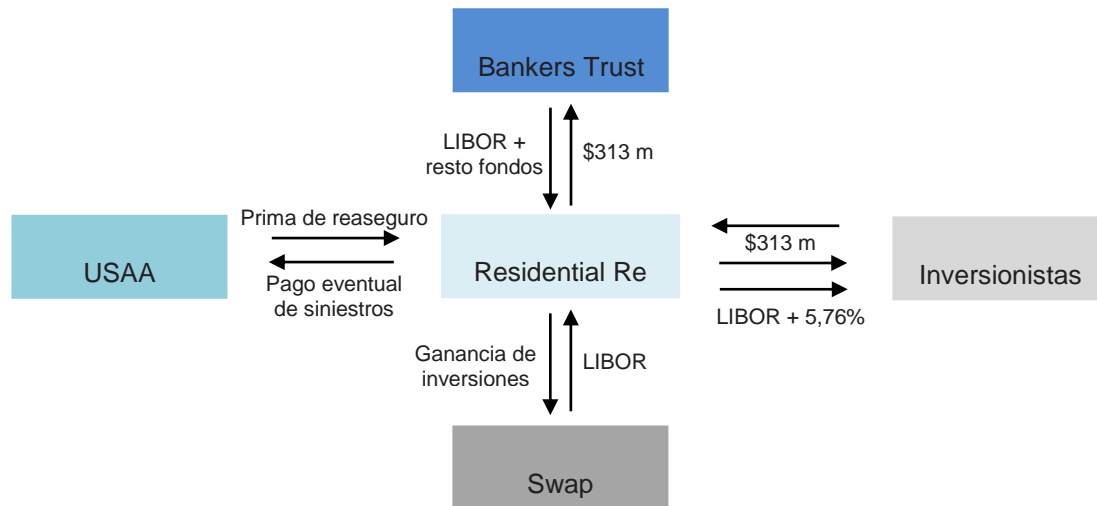 Bankers Trust
LIBOR +
resto fondos
$313 m
Prima de reaseguro
USAA
Pago eventual
de siniestros
Residential Re
$313 m
Inversionistas
LIBOR + 5,76%
Ganancia de
inversiones
LIBOR
Swap